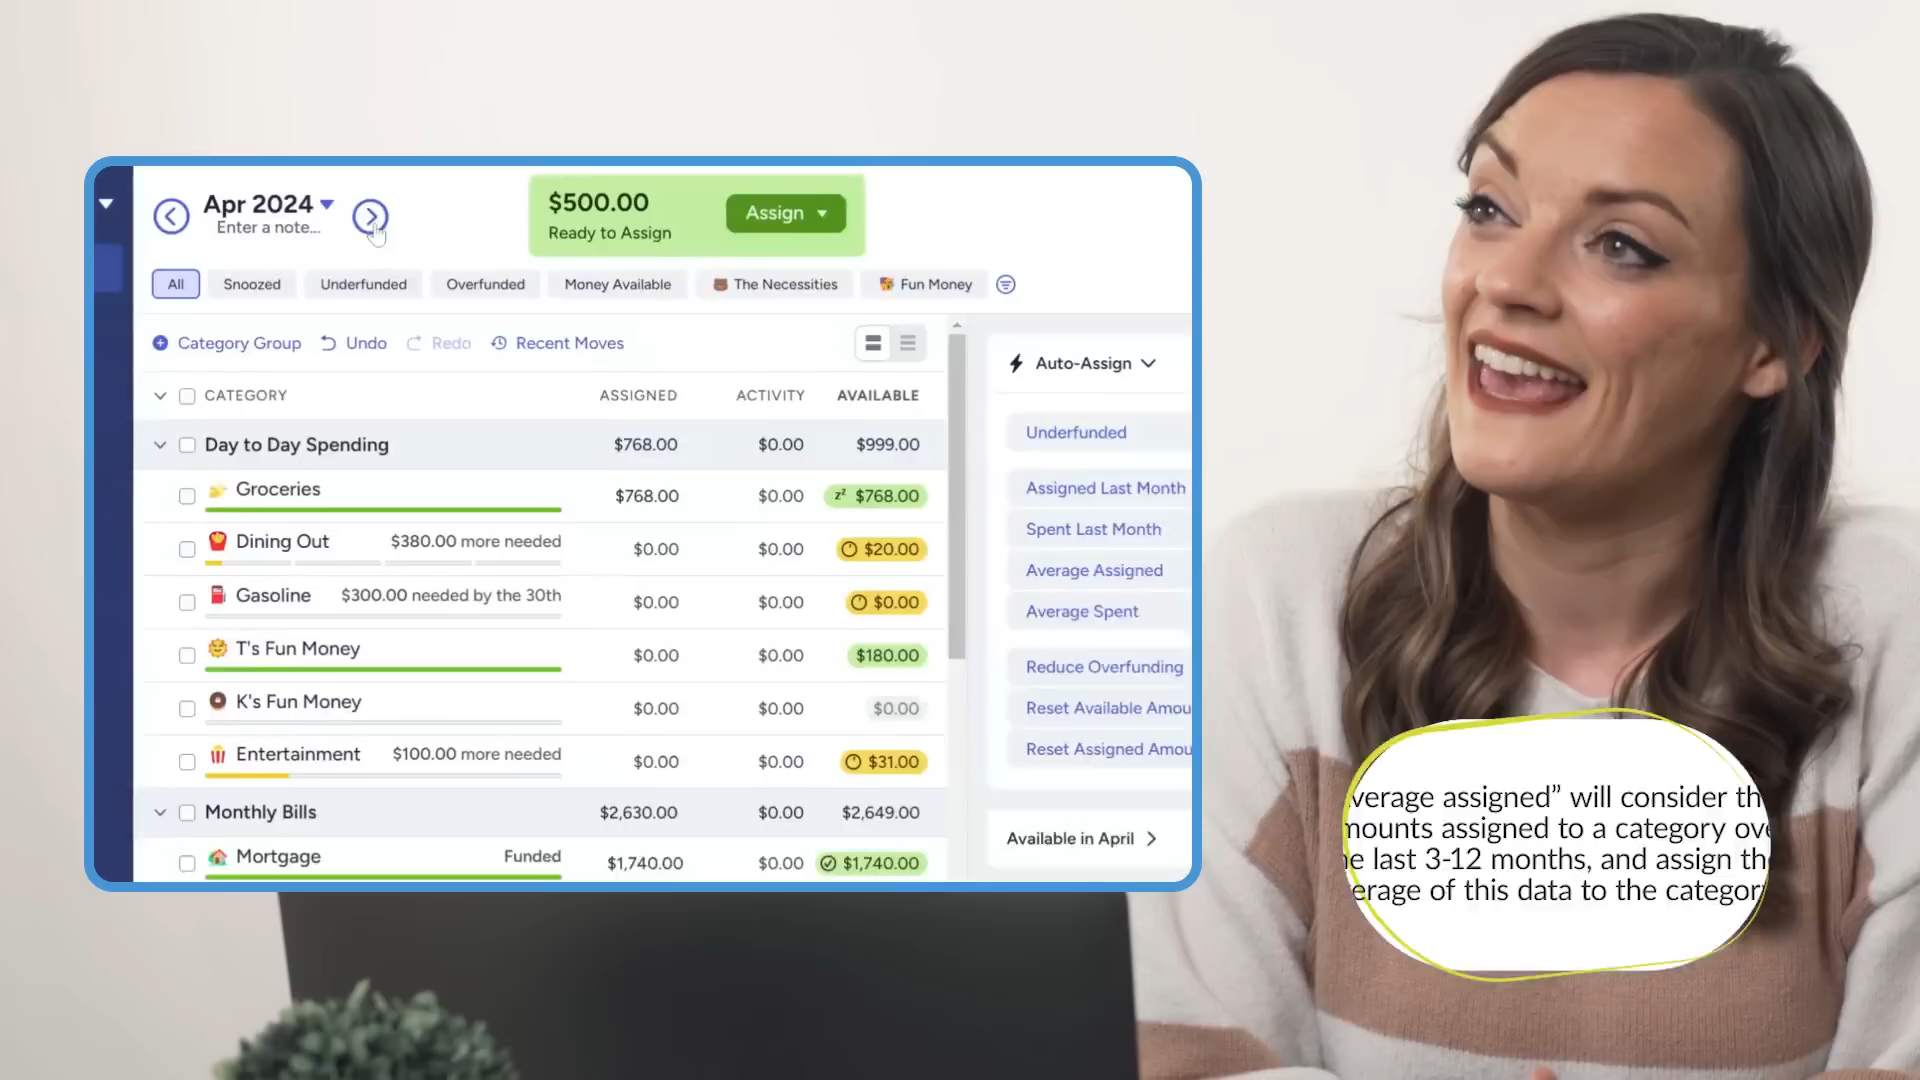 Apr 2024
Enter a note...
$500.00
Ready to Assign
Assign
All
Snoozed
Underfunded
Overfunded
Money Available
The Necessities
Fun Money
Category Group
Undo
Redo
Recent Moves
CATEGORY ASSIGNED ACTIVITY AVAILABLE
Day to Day Spending $768.00 $0.00 $999.00
Groceries $768.00 $0.00 zz $768.00
Dining Out $380.00 more needed $0.00 $0.00 $20.00
Gasoline $300.00 needed by the 30th $0.00 $0.00 $0.00
T's Fun Money $0.00 $0.00 $180.00
K's Fun Money $0.00 $0.00 $0.00
Entertainment $100.00 more needed $0.00 $0.00 $31.00
Monthly Bills $2,630.00 $0.00 $2,649.00
Mortgage Funded $1,740.00 $0.00 $1,740.00
Auto-Assign
Underfunded
Assigned Last Month
Spent Last Month
Average Assigned
Average Spent
Reduce Overfunding
Reset Available Amou
Reset Assigned Amou
Available in April
verage assigned” will consider th
mounts assigned to a category ov
e last 3-12 months, and assign th
erage of this data to the categor